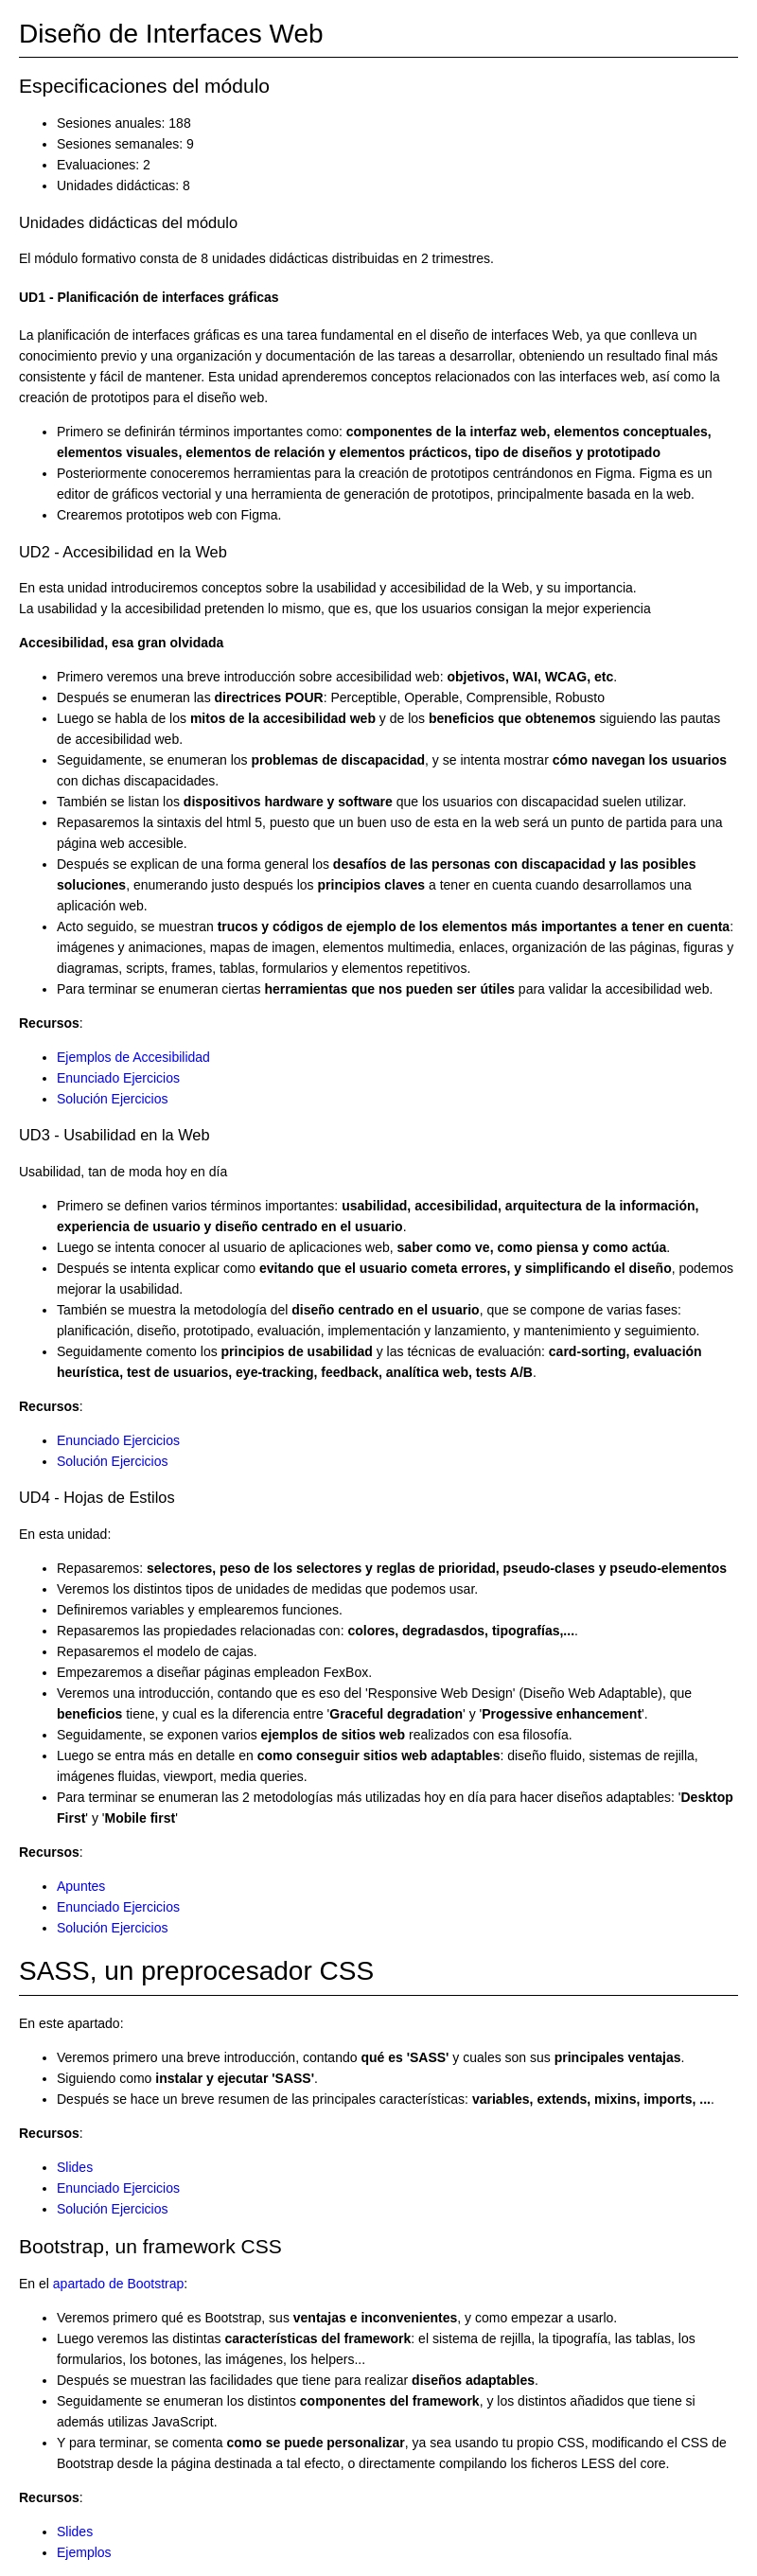 Diseño de Interfaces Web
Especificaciones del módulo
• Sesiones anuales: 188
• Sesiones semanales: 9
• Evaluaciones: 2
• Unidades didácticas: 8
Unidades didácticas del módulo
El módulo formativo consta de 8 unidades didácticas distribuidas en 2 trimestres.
UD1 - Planificación de interfaces gráficas
La planificación de interfaces gráficas es una tarea fundamental en el diseño de interfaces Web, ya que conlleva un
conocimiento previo y una organización y documentación de las tareas a desarrollar, obteniendo un resultado final más
consistente y fácil de mantener. Esta unidad aprenderemos conceptos relacionados con las interfaces web, así como la
creación de prototipos para el diseño web.
• Primero se definirán términos importantes como: componentes de la interfaz web, elementos conceptuales,
elementos visuales, elementos de relación y elementos prácticos, tipo de diseños y prototipado
• Posteriormente conoceremos herramientas para la creación de prototipos centrándonos en Figma. Figma es un
editor de gráficos vectorial y una herramienta de generación de prototipos, principalmente basada en la web.
• Crearemos prototipos web con Figma.
UD2 - Accesibilidad en la Web
En esta unidad introduciremos conceptos sobre la usabilidad y accesibilidad de la Web, y su importancia.
La usabilidad y la accesibilidad pretenden lo mismo, que es, que los usuarios consigan la mejor experiencia
Accesibilidad, esa gran olvidada
• Primero veremos una breve introducción sobre accesibilidad web: objetivos, WAI, WCAG, etc.
• Después se enumeran las directrices POUR: Perceptible, Operable, Comprensible, Robusto
• Luego se habla de los mitos de la accesibilidad web y de los beneficios que obtenemos siguiendo las pautas
de accesibilidad web.
• Seguidamente, se enumeran los problemas de discapacidad, y se intenta mostrar cómo navegan los usuarios
con dichas discapacidades.
• También se listan los dispositivos hardware y software que los usuarios con discapacidad suelen utilizar.
• Repasaremos la sintaxis del html 5, puesto que un buen uso de esta en la web será un punto de partida para una
página web accesible.
• Después se explican de una forma general los desafíos de las personas con discapacidad y las posibles
soluciones, enumerando justo después los principios claves a tener en cuenta cuando desarrollamos una
aplicación web.
• Acto seguido, se muestran trucos y códigos de ejemplo de los elementos más importantes a tener en cuenta:
imágenes y animaciones, mapas de imagen, elementos multimedia, enlaces, organización de las páginas, figuras y
diagramas, scripts, frames, tablas, formularios y elementos repetitivos.
• Para terminar se enumeran ciertas herramientas que nos pueden ser útiles para validar la accesibilidad web.
Recursos:
• Ejemplos de Accesibilidad
• Enunciado Ejercicios
• Solución Ejercicios
UD3 - Usabilidad en la Web
Usabilidad, tan de moda hoy en día
• Primero se definen varios términos importantes: usabilidad, accesibilidad, arquitectura de la información,
experiencia de usuario y diseño centrado en el usuario.
• Luego se intenta conocer al usuario de aplicaciones web, saber como ve, como piensa y como actúa.
• Después se intenta explicar como evitando que el usuario cometa errores, y simplificando el diseño, podemos
mejorar la usabilidad.
• También se muestra la metodología del diseño centrado en el usuario, que se compone de varias fases:
planificación, diseño, prototipado, evaluación, implementación y lanzamiento, y mantenimiento y seguimiento.
• Seguidamente comento los principios de usabilidad y las técnicas de evaluación: card-sorting, evaluación
heurística, test de usuarios, eye-tracking, feedback, analítica web, tests A/B.
Recursos:
• Enunciado Ejercicios
• Solución Ejercicios
UD4 - Hojas de Estilos
En esta unidad:
• Repasaremos: selectores, peso de los selectores y reglas de prioridad, pseudo-clases y pseudo-elementos
• Veremos los distintos tipos de unidades de medidas que podemos usar.
• Definiremos variables y emplearemos funciones.
• Repasaremos las propiedades relacionadas con: colores, degradasdos, tipografías,....
• Repasaremos el modelo de cajas.
• Empezaremos a diseñar páginas empleadon FexBox.
• Veremos una introducción, contando que es eso del 'Responsive Web Design' (Diseño Web Adaptable), que
beneficios tiene, y cual es la diferencia entre 'Graceful degradation' y 'Progessive enhancement'.
• Seguidamente, se exponen varios ejemplos de sitios web realizados con esa filosofía.
• Luego se entra más en detalle en como conseguir sitios web adaptables: diseño fluido, sistemas de rejilla,
imágenes fluidas, viewport, media queries.
• Para terminar se enumeran las 2 metodologías más utilizadas hoy en día para hacer diseños adaptables: 'Desktop
First' y 'Mobile first'
Recursos:
• Apuntes
• Enunciado Ejercicios
• Solución Ejercicios
SASS, un preprocesador CSS
En este apartado:
• Veremos primero una breve introducción, contando qué es 'SASS' y cuales son sus principales ventajas.
• Siguiendo como instalar y ejecutar 'SASS'.
• Después se hace un breve resumen de las principales características: variables, extends, mixins, imports, ....
Recursos:
• Slides
• Enunciado Ejercicios
• Solución Ejercicios
Bootstrap, un framework CSS
En el apartado de Bootstrap:
• Veremos primero qué es Bootstrap, sus ventajas e inconvenientes, y como empezar a usarlo.
• Luego veremos las distintas características del framework: el sistema de rejilla, la tipografía, las tablas, los
formularios, los botones, las imágenes, los helpers...
• Después se muestran las facilidades que tiene para realizar diseños adaptables.
• Seguidamente se enumeran los distintos componentes del framework, y los distintos añadidos que tiene si
además utilizas JavaScript.
• Y para terminar, se comenta como se puede personalizar, ya sea usando tu propio CSS, modificando el CSS de
Bootstrap desde la página destinada a tal efecto, o directamente compilando los ficheros LESS del core.
Recursos:
• Slides
• Ejemplos